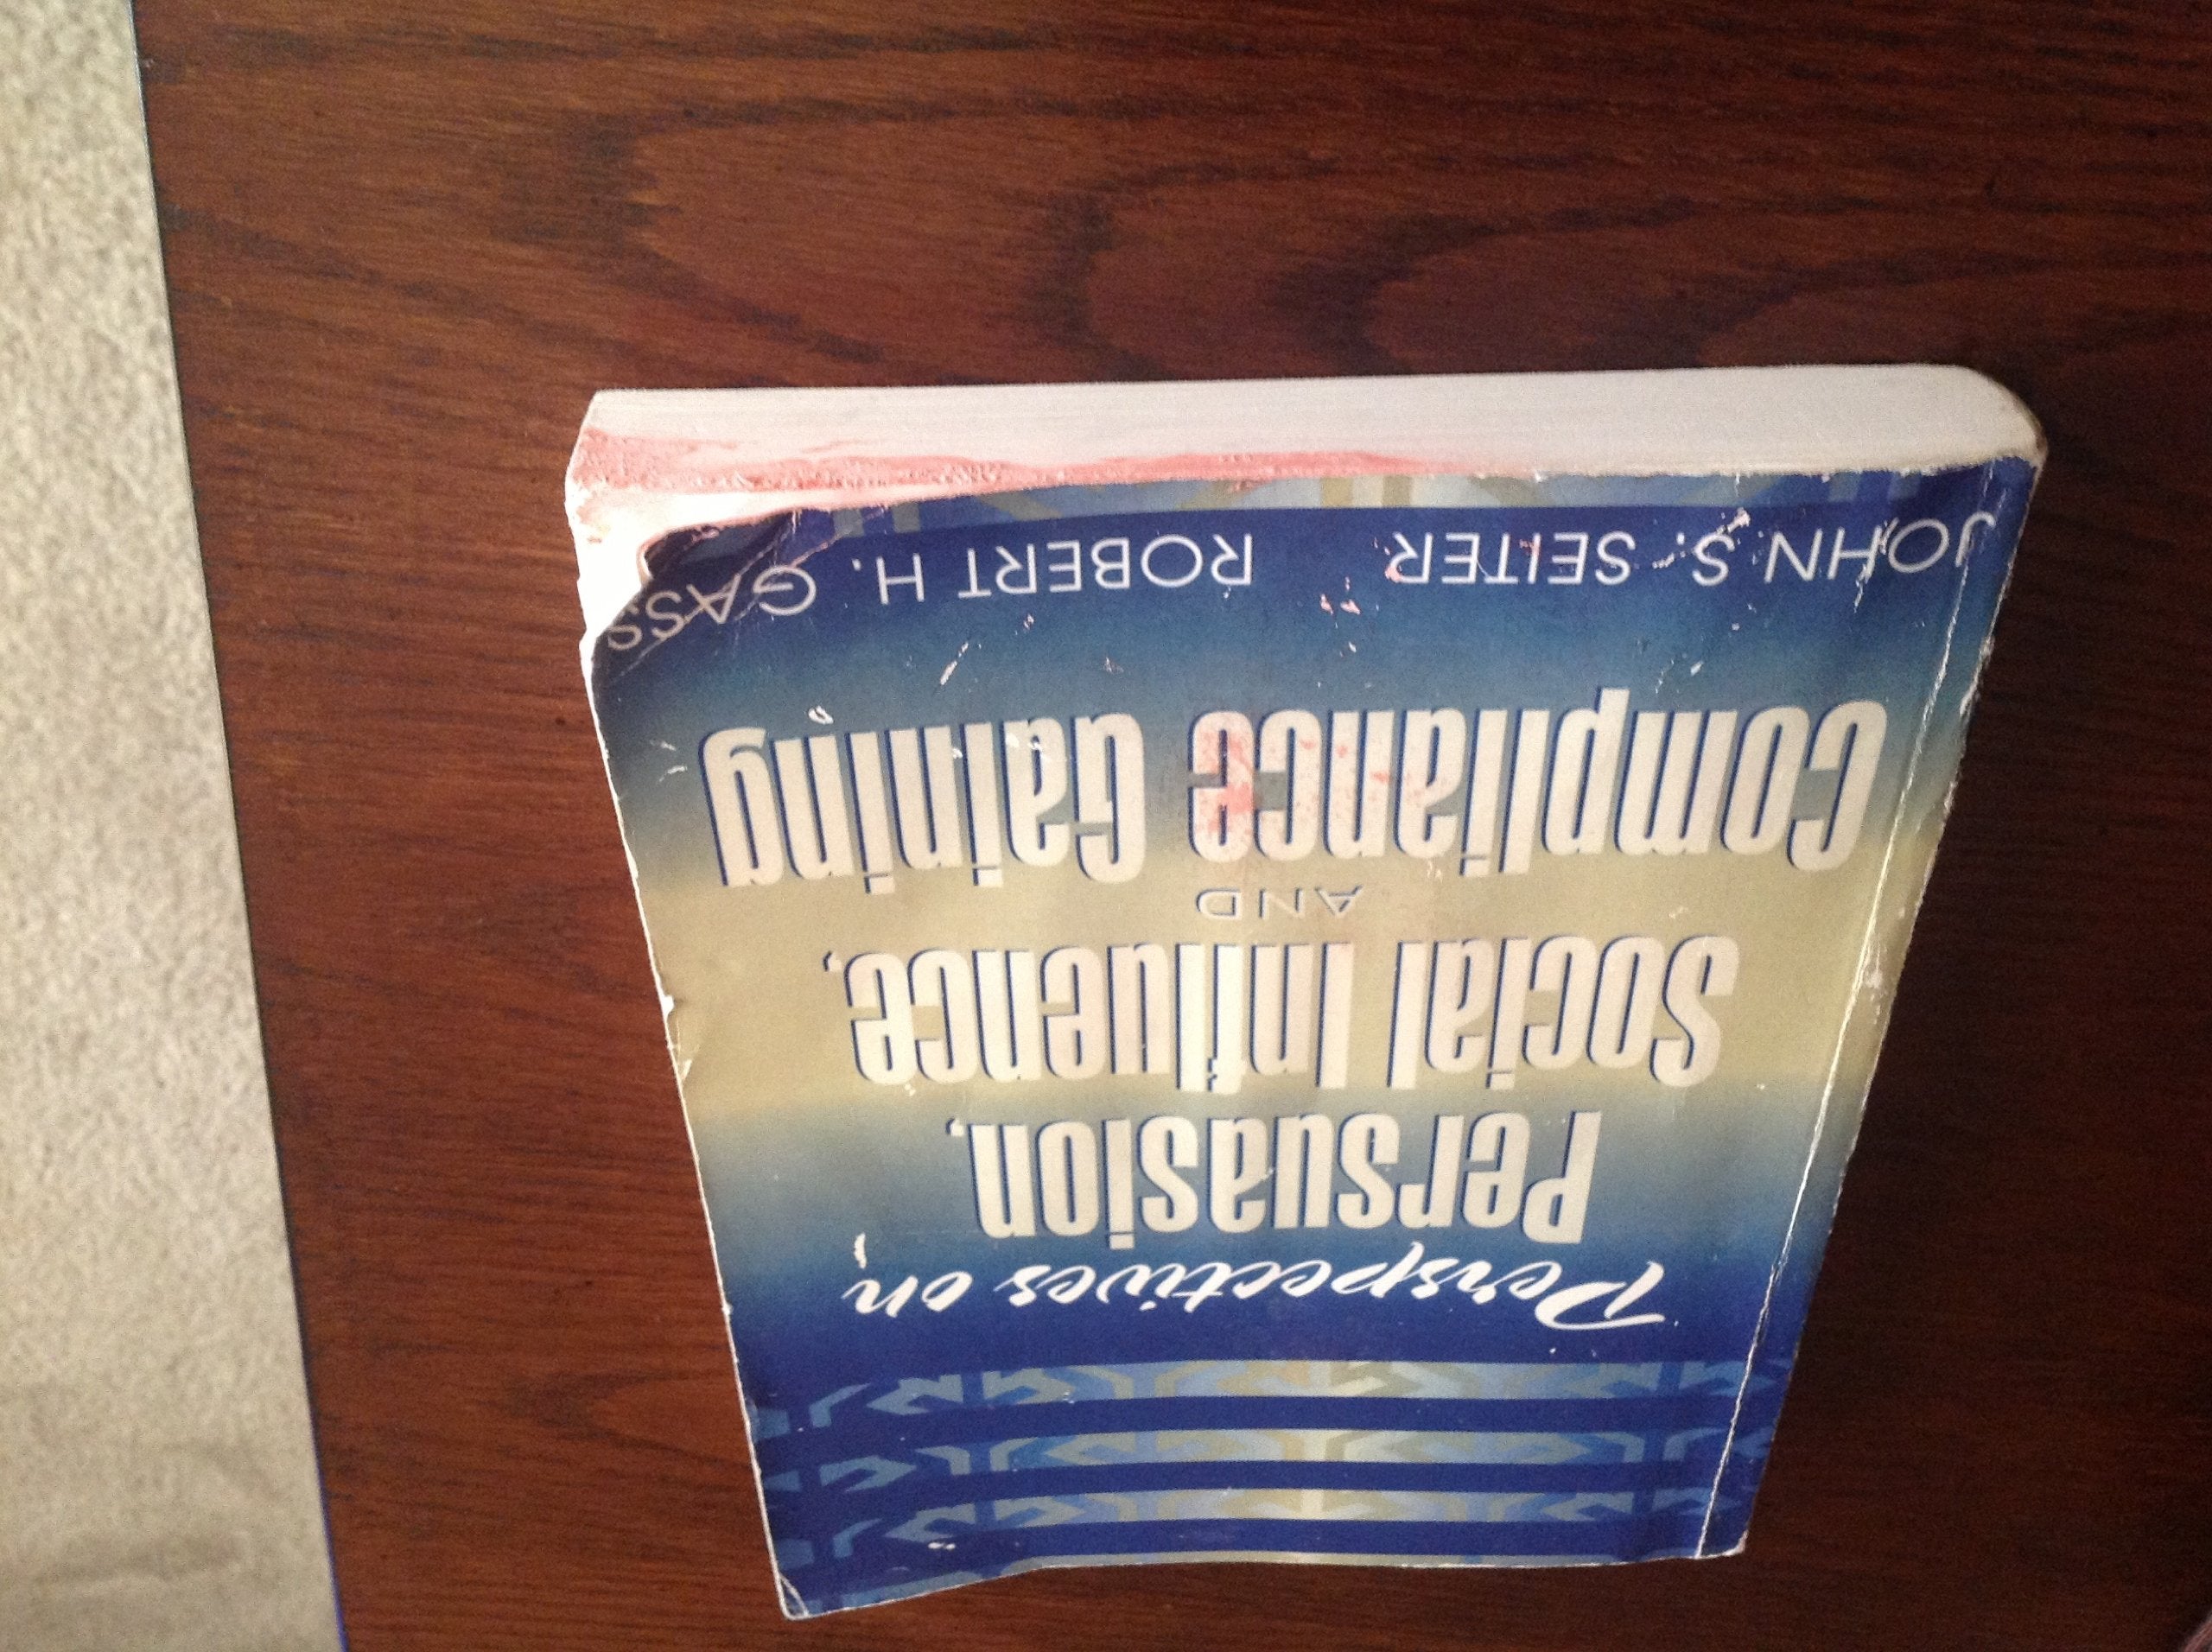 Perspectives on
Persuasion,
Social Influence,
AND
Compliance Gaining
JOHN S. SEITER ROBERT H. GASS